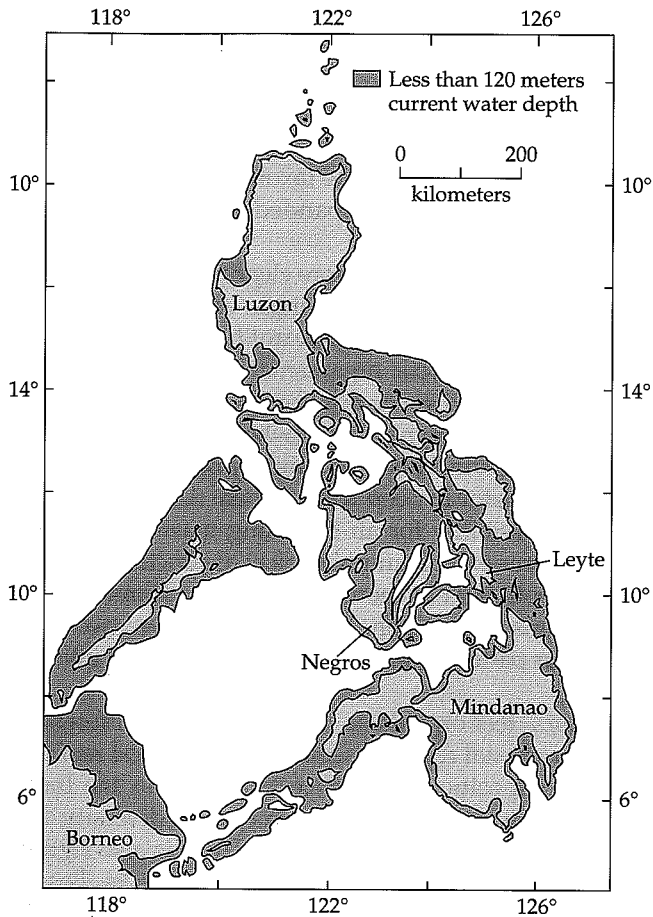 118° 122° 126°
Less than 120 meters
current water depth
0 200
kilometers
10° 10°
Luzon
14° 14°
Leyte
10° 10°
Negros
Mindanao
6° 6°
Borneo
118° 122° 126°